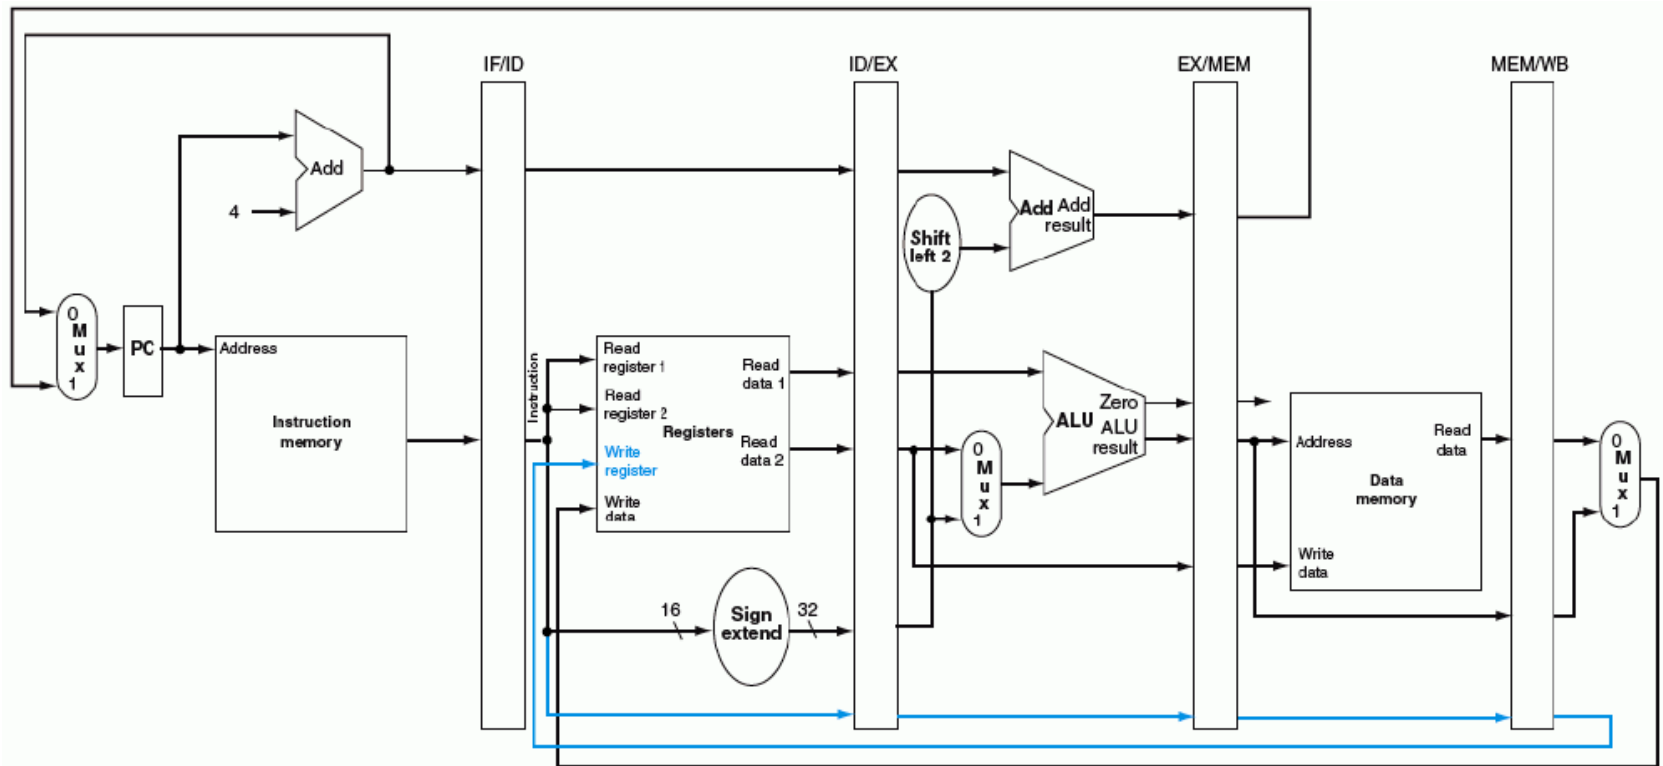 IF/ID
ID/EX
EX/MEM
MEM/WB
Add
4
Add Add
result
Shift
left 2
0
M
u
x
1
PC
Address
Instruction
memory
Instruction
Read
register 1
Read
register 2
Registers
Write
register
Write
data
Read
data 1
Read
data 2
0
M
u
x
1
Zero
ALU ALU
result
Address
Read
data
Data
memory
Write
data
0
M
u
x
1
16
Sign
extend
32